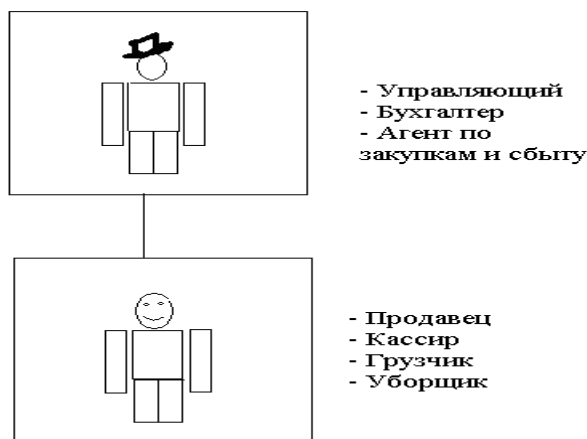 - Управляющий
- Бухгалтер
- Агент по
закупкам и сбыту
- Продавец
- Кассир
- Грузчик
- Уборщик